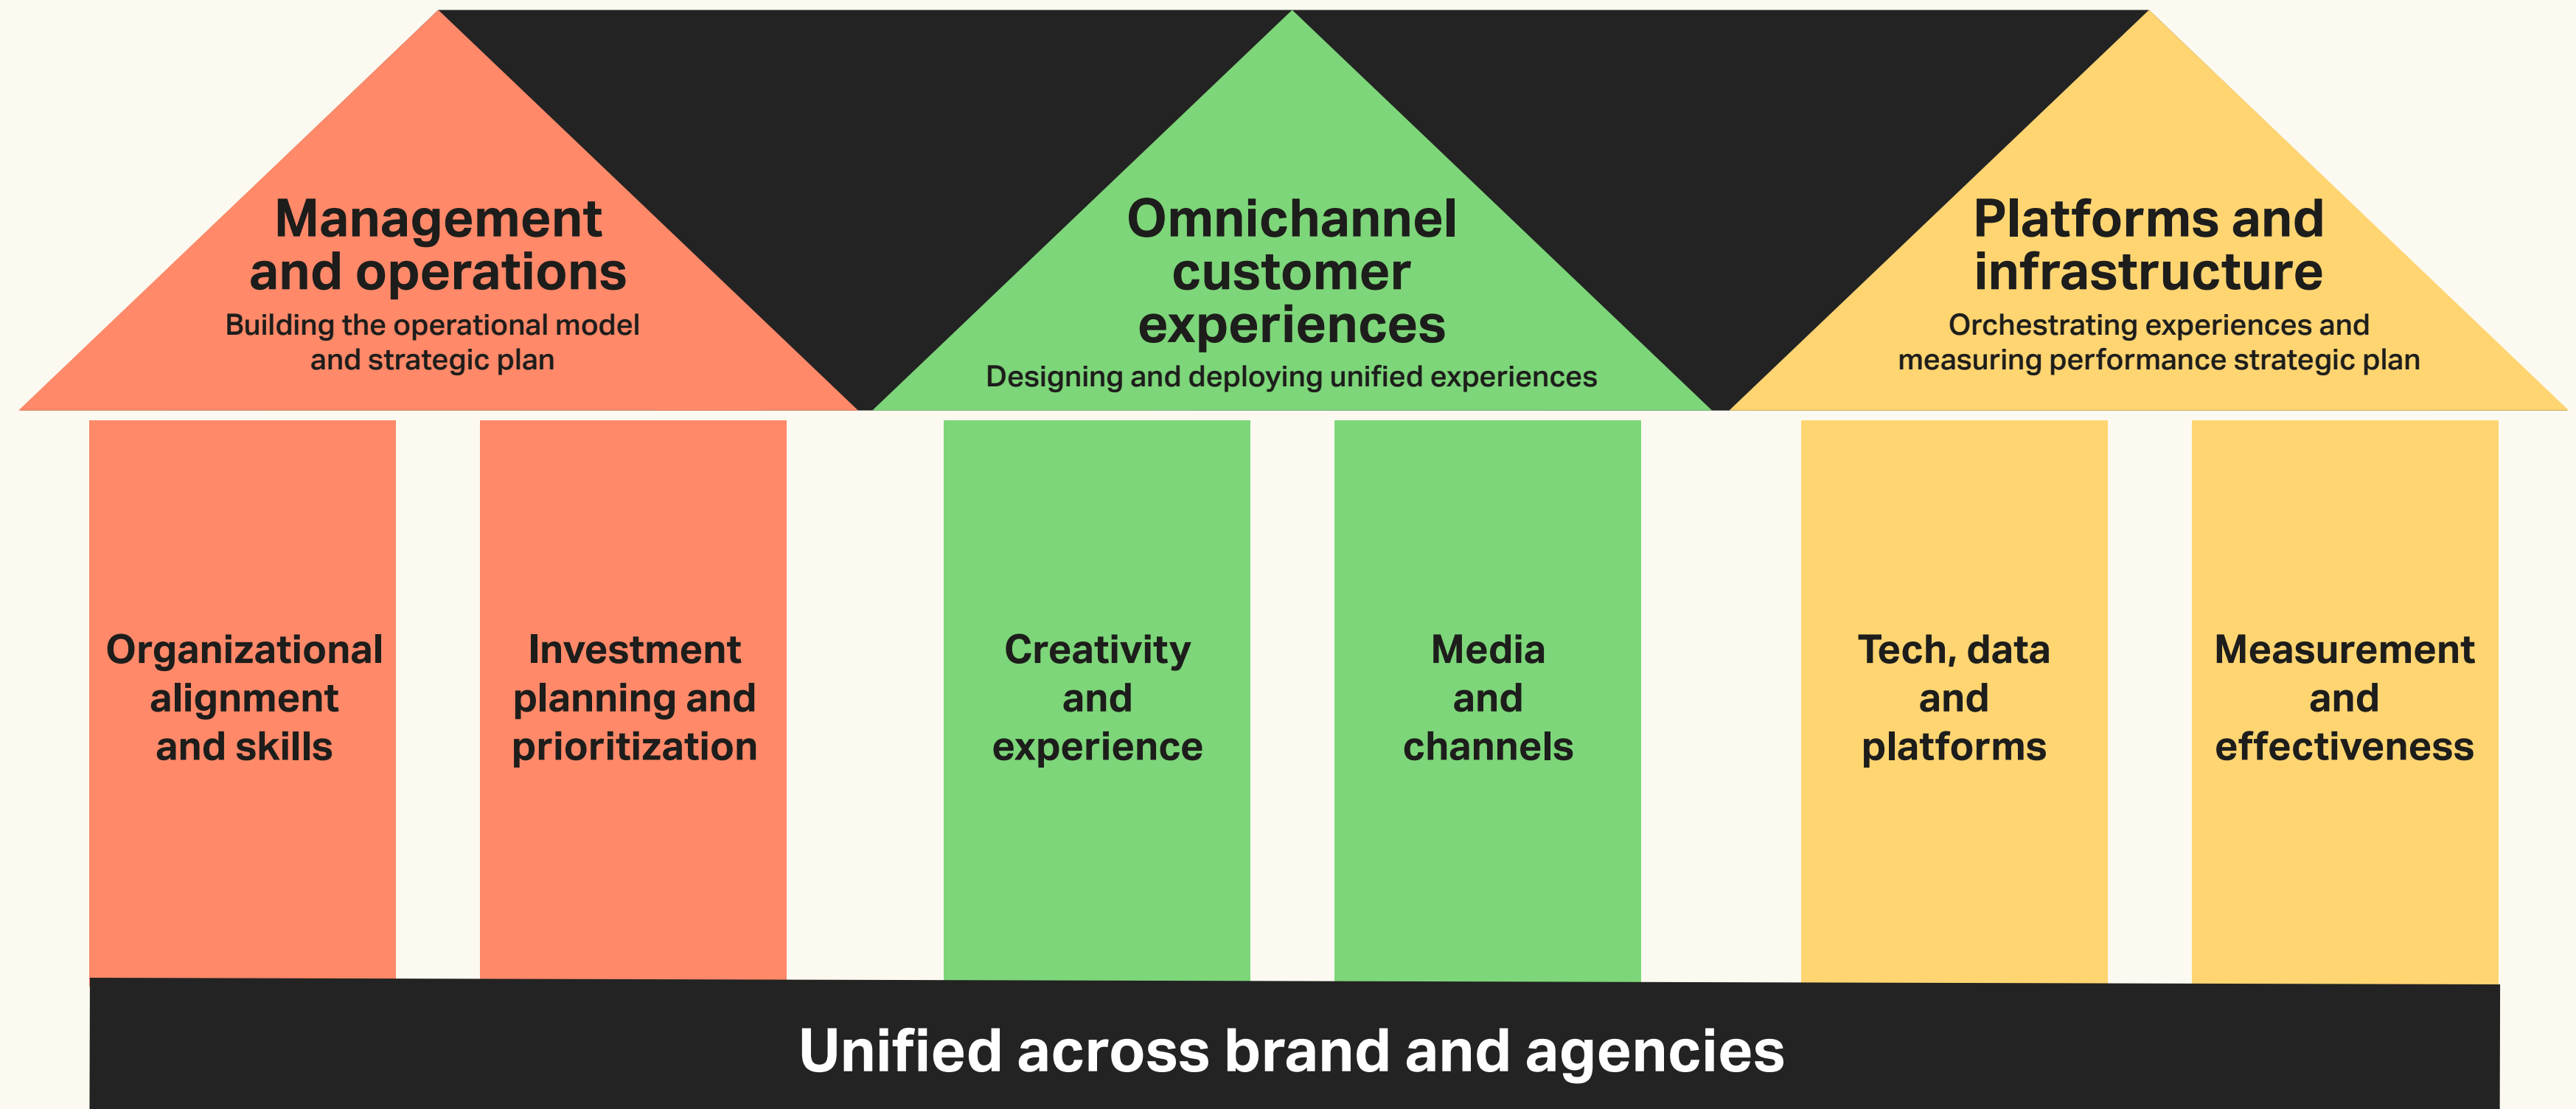 Management
and operations
Building the operational model
and strategic plan
Omnichannel
customer
experiences
Designing and deploying unified experiences
Platforms and
infrastructure
Orchestrating experiences and
measuring performance strategic plan
Organizational
alignment
and skills
Investment
planning and
prioritization
Creativity
and
experience
Media
and
channels
Tech, data
and
platforms
Measurement
and
effectiveness
Unified across brand and agencies